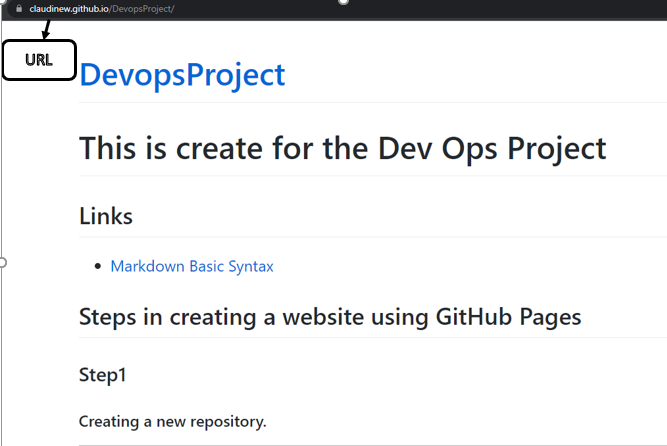 claudinew.github.io/DevopsProject/
URL
DevopsProject
This is create for the Dev Ops Project
Links
Markdown Basic Syntax
Steps in creating a website using GitHub Pages
Step1
Creating a new repository.